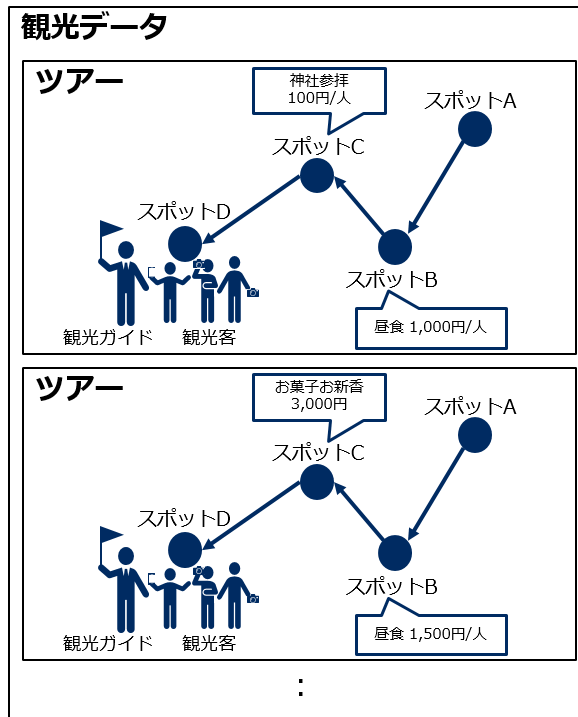 観光データ
ツアー
神社参拝
100円/人
スポットA
スポットC
スポットD
スポットB
昼食 1,000円/人
観光ガイド
観光客
ツアー
お菓子お新香
3,000円
スポットA
スポットC
スポットD
スポットB
昼食 1,500円/人
観光ガイド
観光客
：